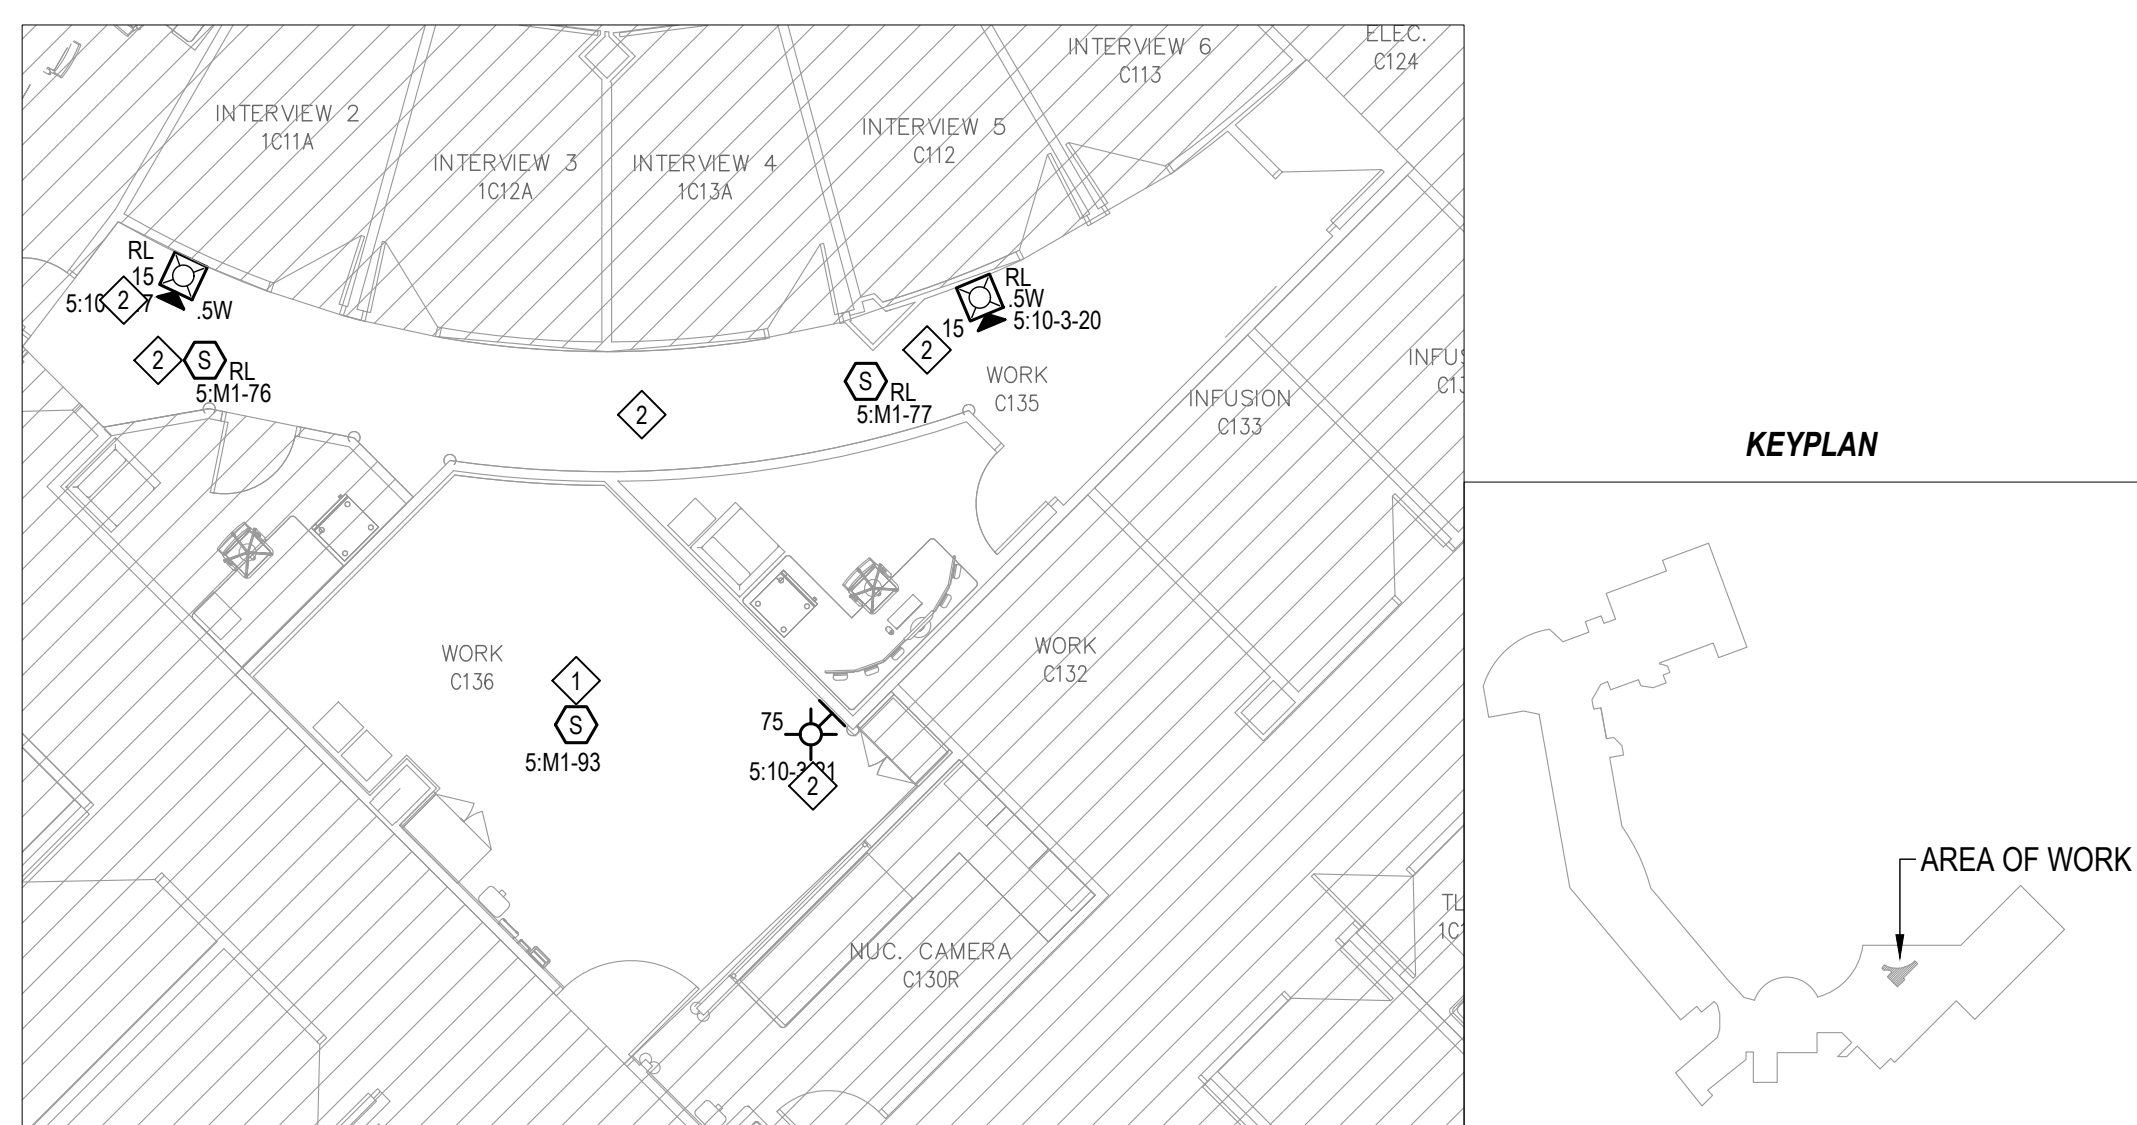 INTERVIEW 6
C113
ELEC.
C124
INTERVIEW 2
1C11A
INTERVIEW 5
C112
INTERVIEW 3
1C12A
INTERVIEW 4
1C13A
RL
15
2
.5W
RL
.5W
5:10-3-20
15
2
2
S
RL
5:M1-76
S
RL
5:M1-77
2
WORK
C135
INFUSION
C133
KEYPLAN
WORK
C136
1
S
5:M1-93
75
2
WORK
C132
AREA OF WORK
NUC. CAMERA
C130R